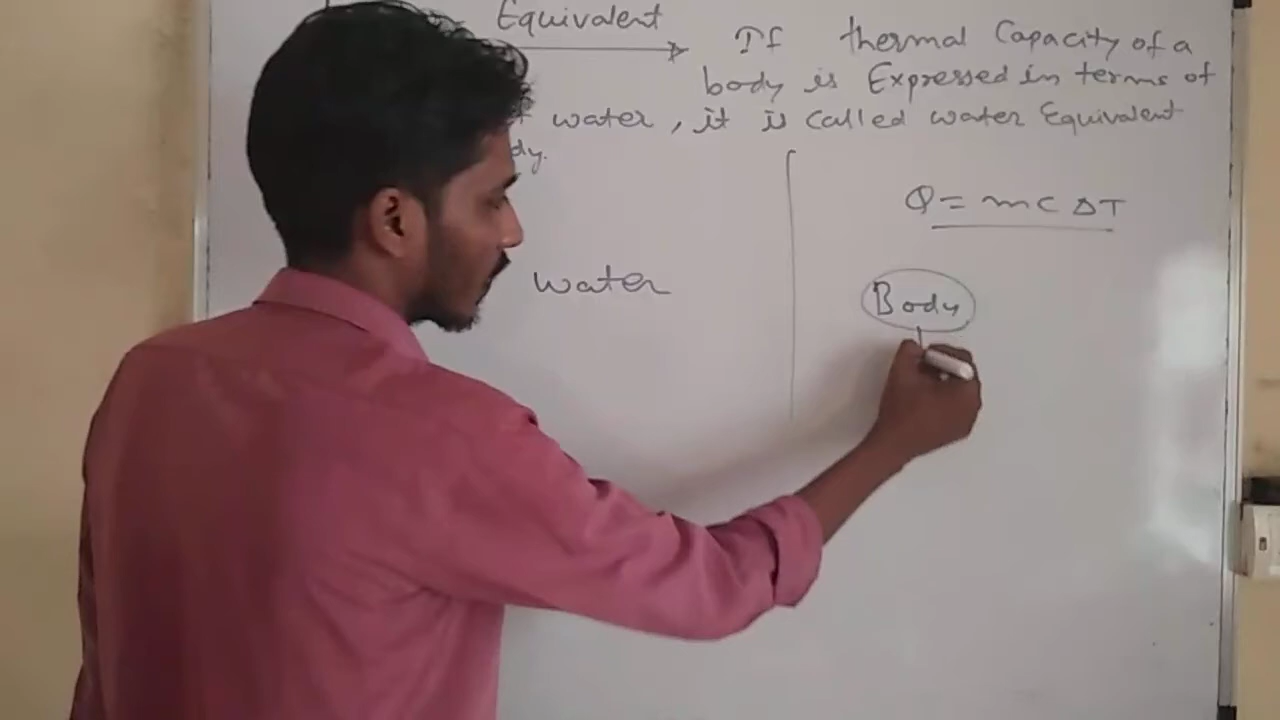 Equivalent
If thermal Capacity of a
body is Expressed in terms of
water, it is called water Equivalent
dy.
Q = mc ΔT
water
Body